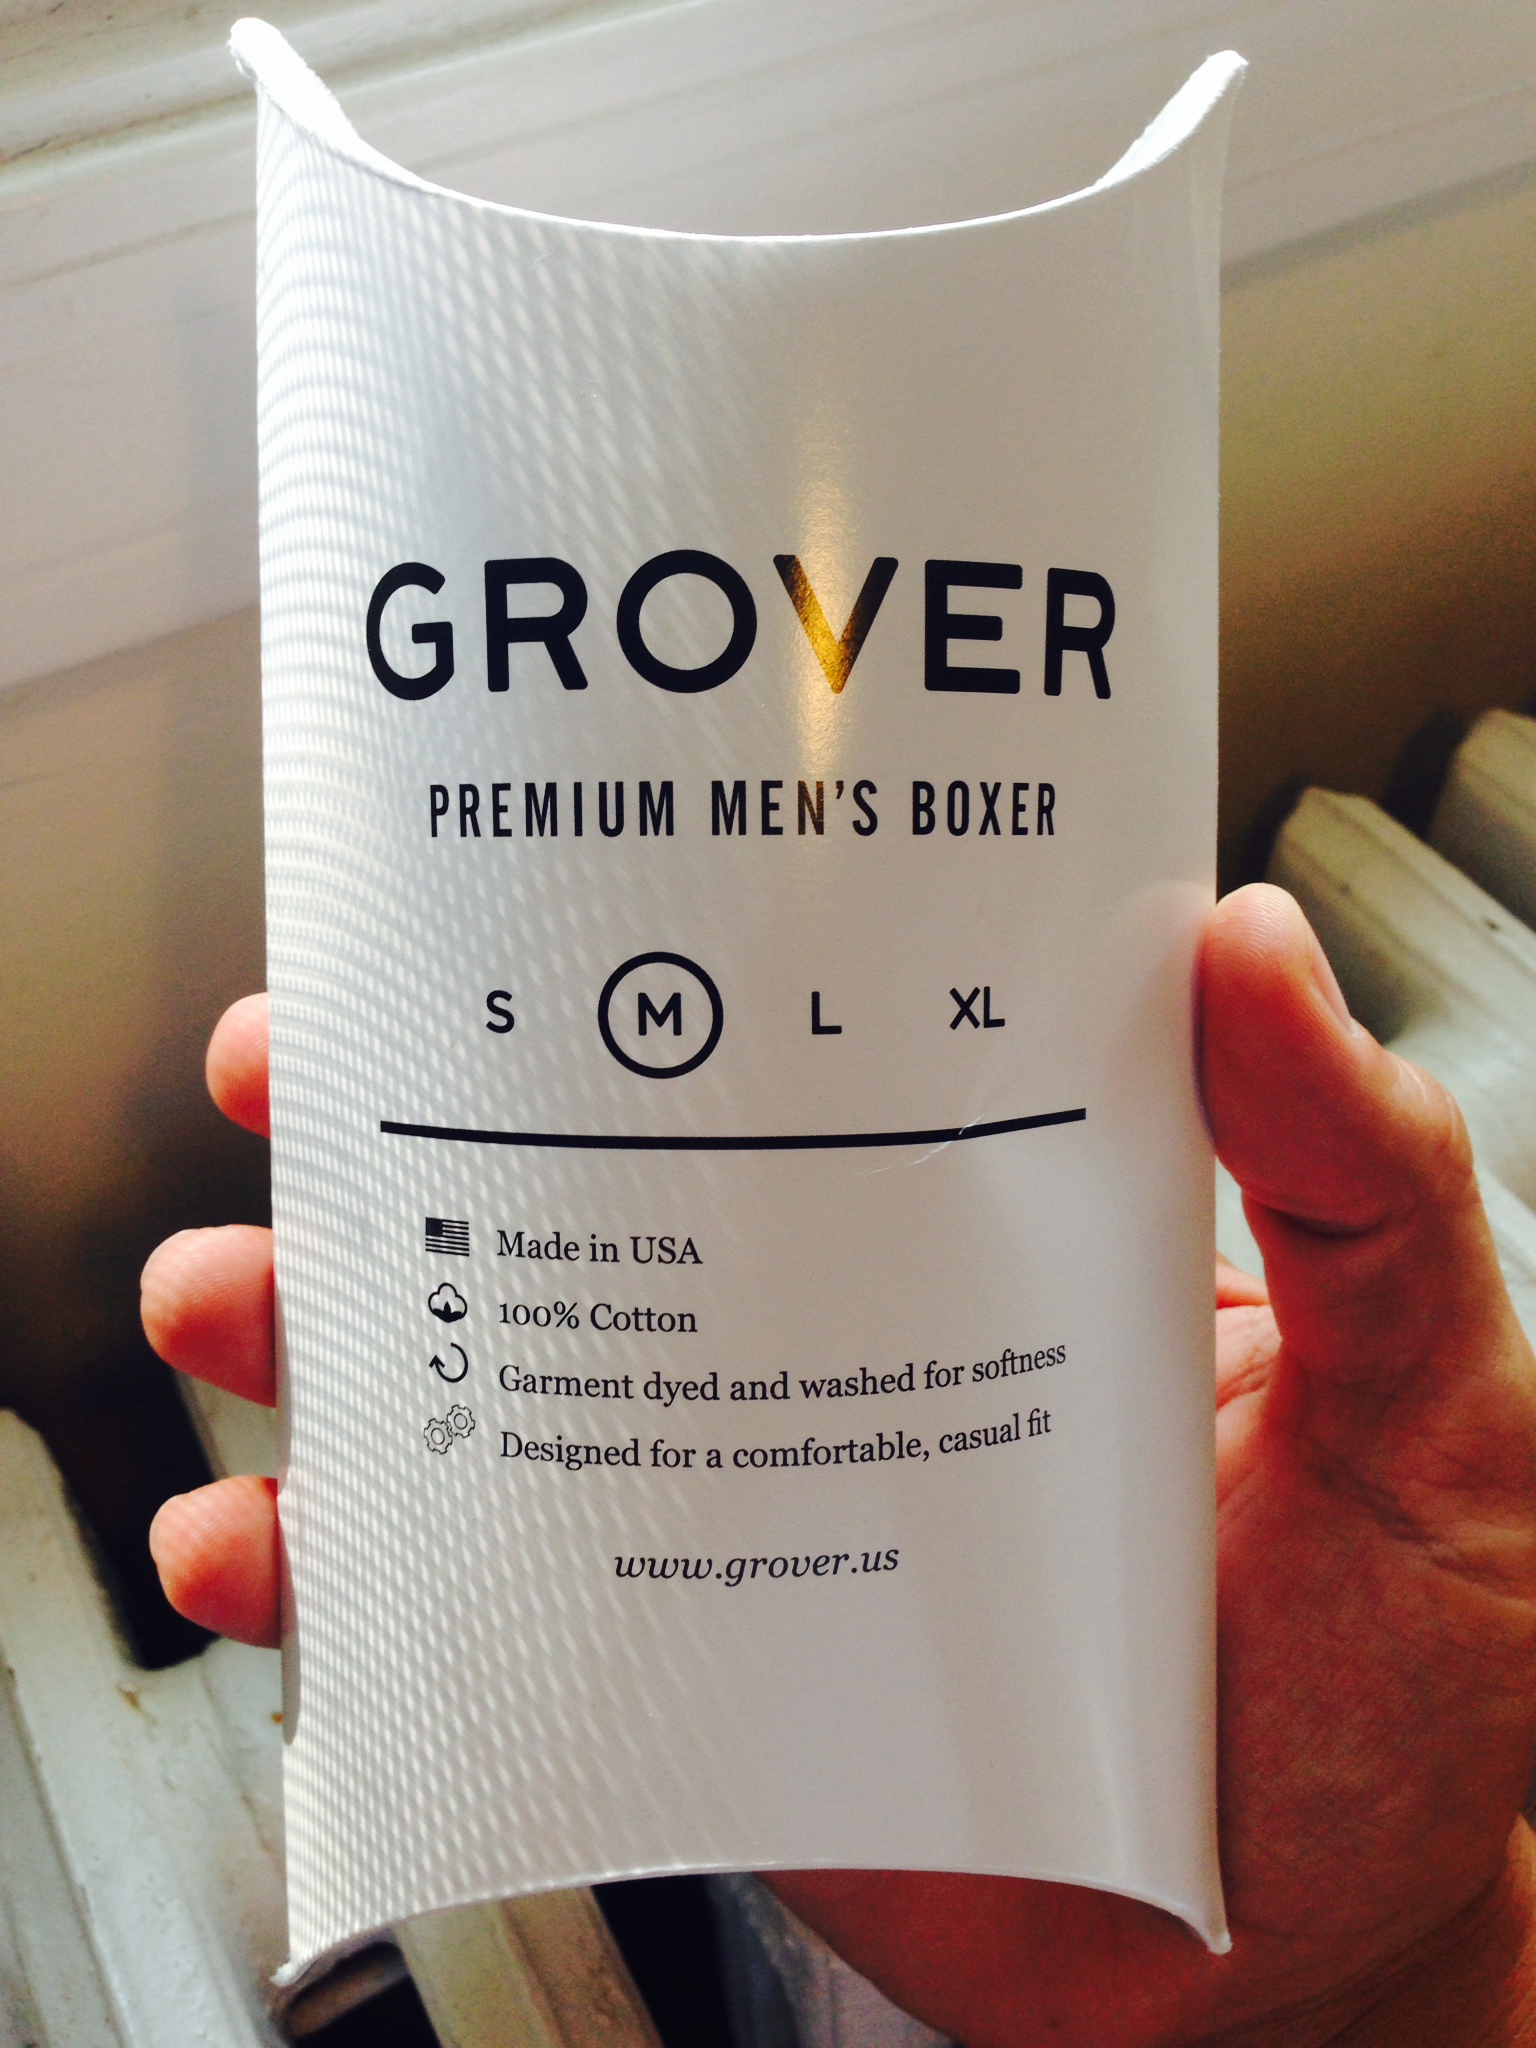 GROVER
PREMIUM MEN'S BOXER
S M L XL
Made in USA
100% Cotton
Garment dyed and washed for softness
Designed for a comfortable, casual fit
www.grover.us